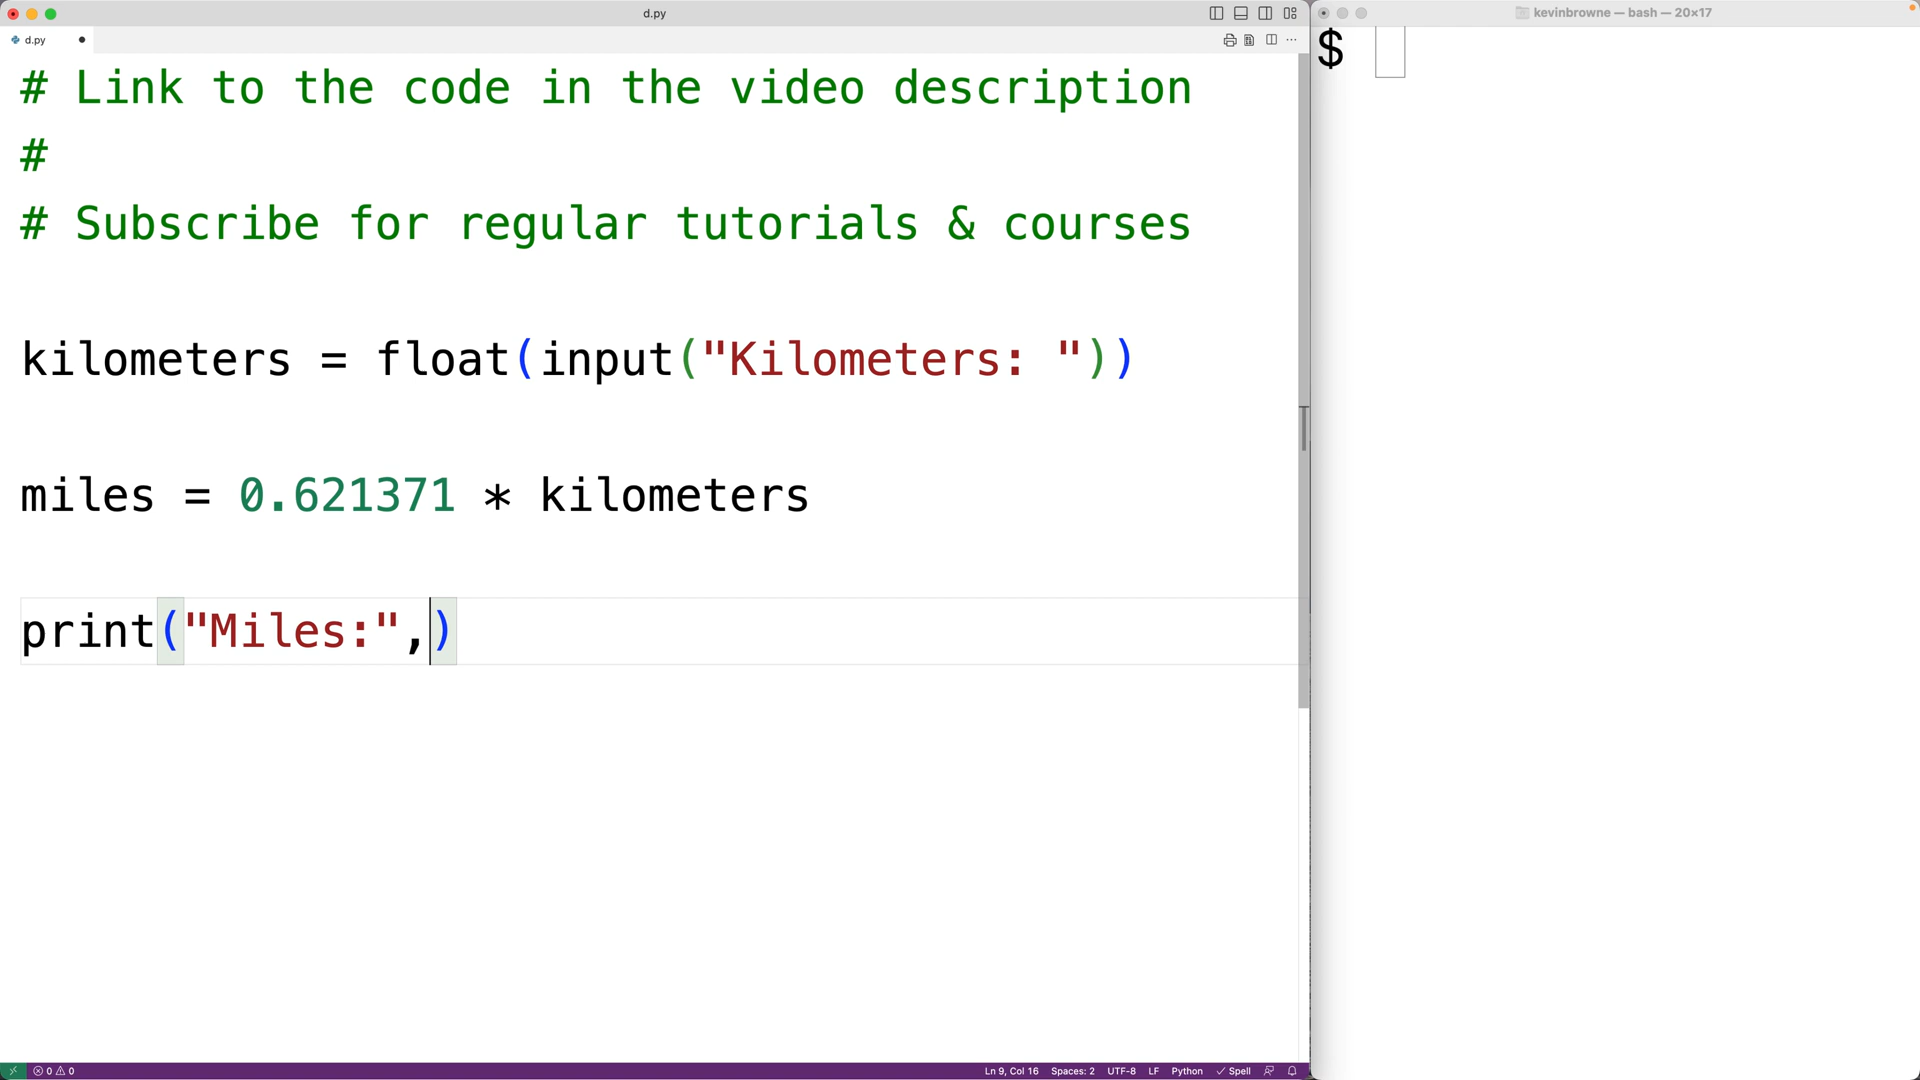 d.py
kevinbrowne — bash — 20×17
d.py
$
# Link to the code in the video description
#
# Subscribe for regular tutorials & courses
kilometers = float(input("Kilometers: "))
miles = 0.621371 * kilometers
print("Miles:",)
0 0
Ln 9, Col 16
Spaces: 2
UTF-8
LF
Python
Spell